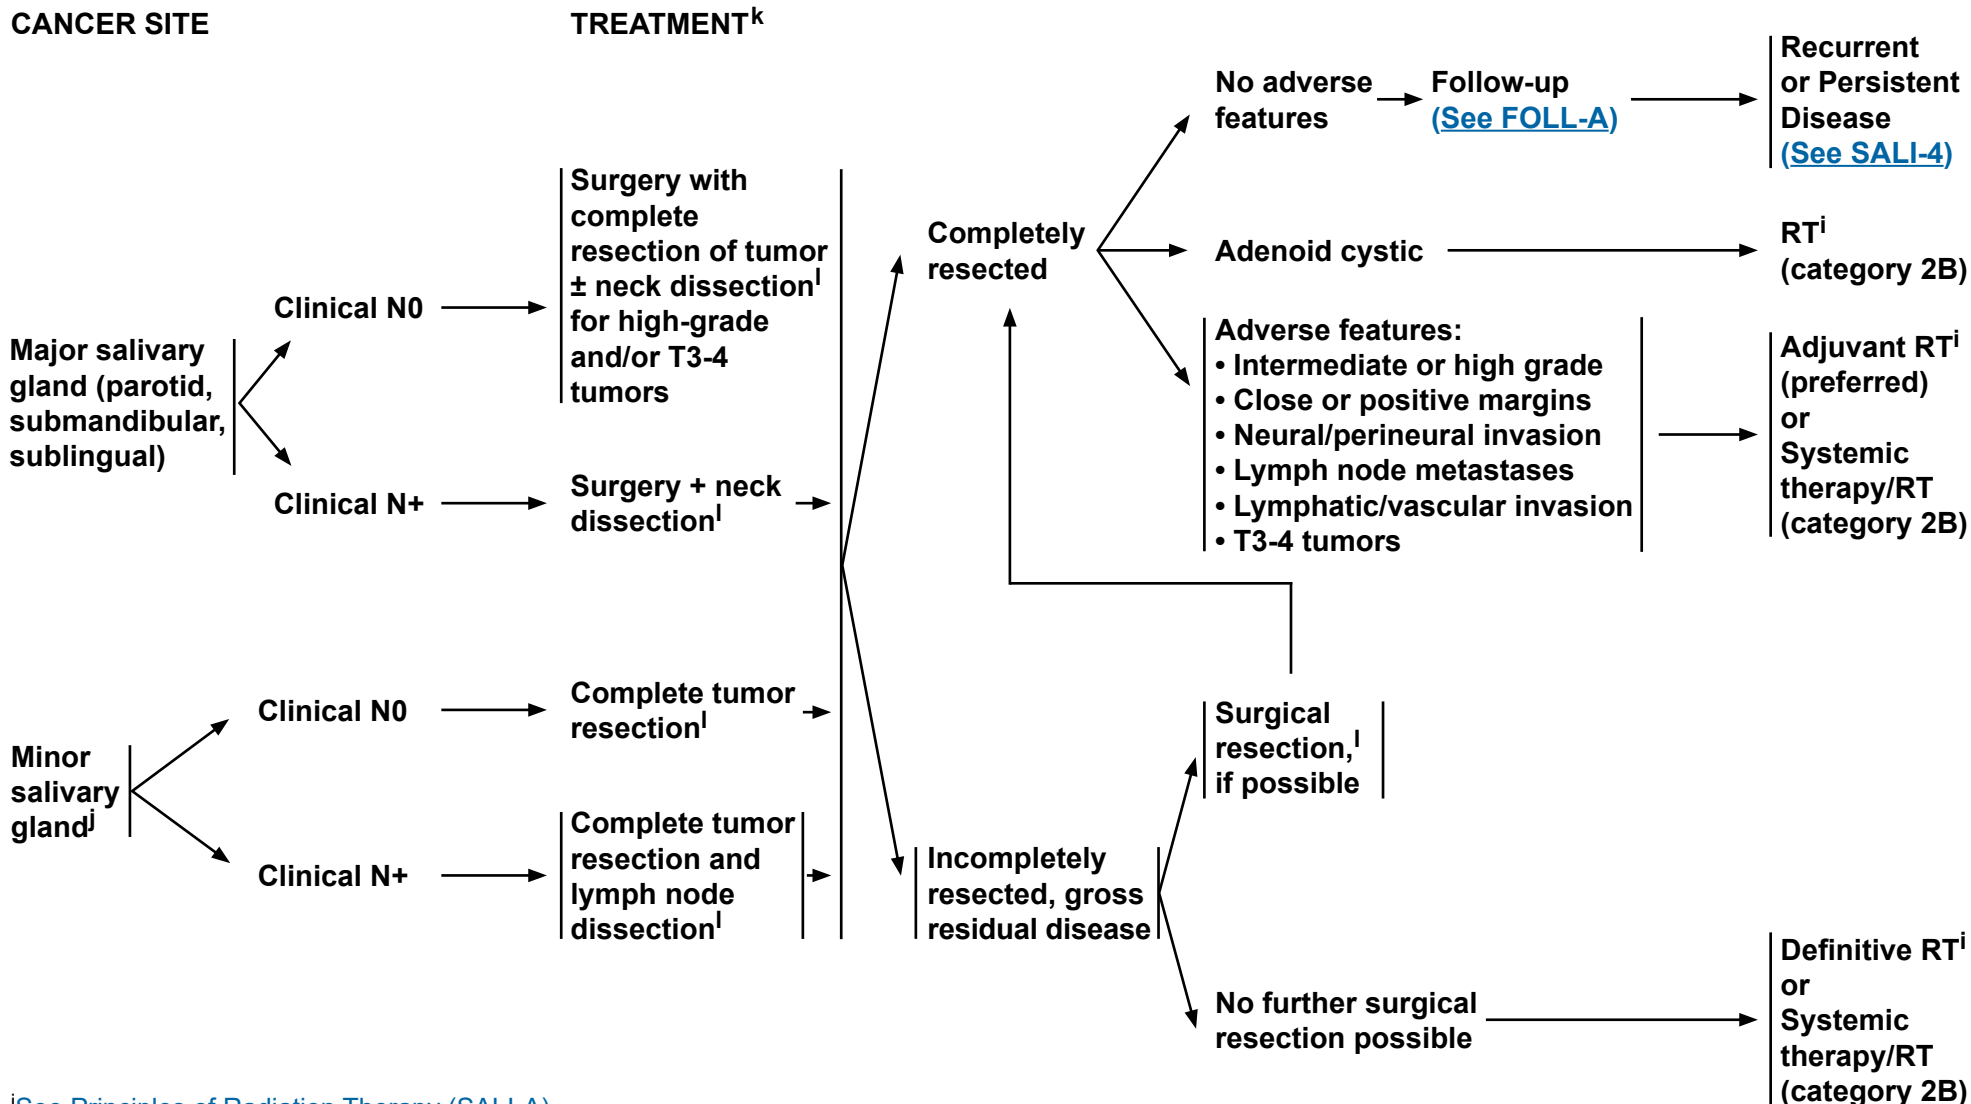 CANCER SITE
TREATMENTk
Major salivary
gland (parotid,
submandibular,
sublingual)
Clinical N0
Surgery with
complete
resection of tumor
± neck dissectionl
for high-grade
and/or T3-4
tumors
Clinical N+
Surgery + neck
dissectionl
Minor
salivary
glandj
Clinical N0
Complete tumor
resectionl
Clinical N+
Complete tumor
resection and
lymph node
dissectionl
Completely
resected
No adverse
features
Follow-up
(See FOLL-A)
Recurrent
or Persistent
Disease
(See SALI-4)
Adenoid cystic
RTi
(category 2B)
Adverse features:
• Intermediate or high grade
• Close or positive margins
• Neural/perineural invasion
• Lymph node metastases
• Lymphatic/vascular invasion
• T3-4 tumors
Adjuvant RTi
(preferred)
or
Systemic
therapy/RT
(category 2B)
Incompletely
resected, gross
residual disease
Surgical
resection,l
if possible
No further surgical
resection possible
Definitive RTi
or
Systemic
therapy/RT
(category 2B)
iSee Principles of Radiation Therapy (SALI-A)